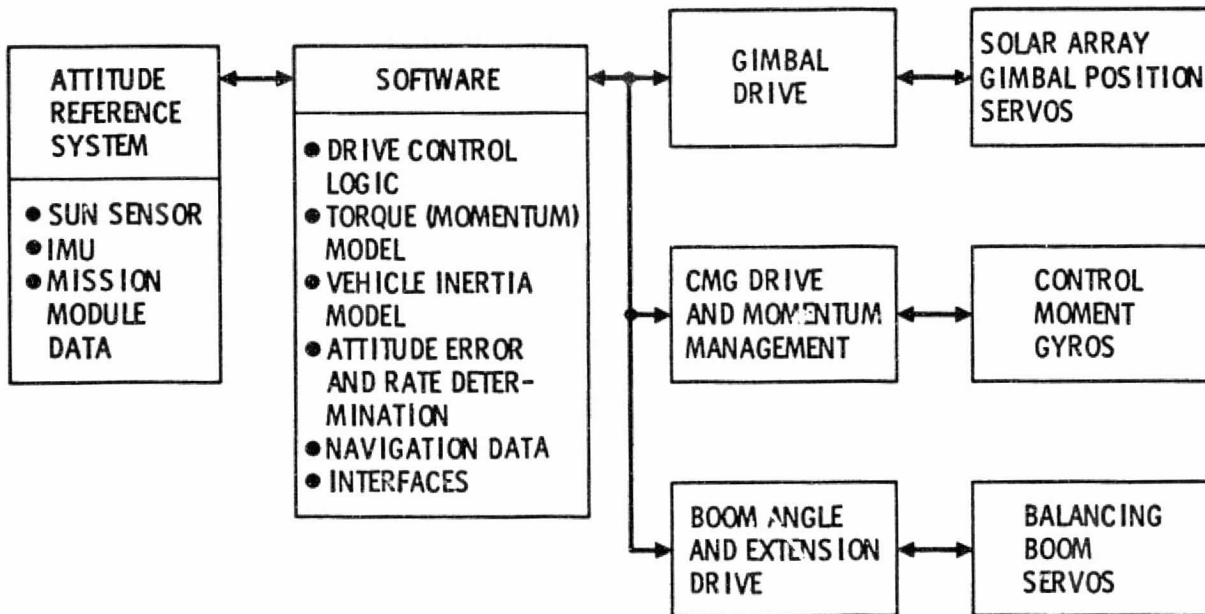 ATTITUDE
REFERENCE
SYSTEM
● SUN SENSOR
● IMU
● MISSION
MODULE
DATA
SOFTWARE
● DRIVE CONTROL
LOGIC
● TORQUE (MOMENTUM)
MODEL
● VEHICLE INERTIA
MODEL
● ATTITUDE ERROR
AND RATE DETER-
MINATION
● NAVIGATION DATA
● INTERFACES
GIMBAL
DRIVE
SOLAR ARRAY
GIMBAL POSITION
SERVOS
CMG DRIVE
AND MOMENTUM
MANAGEMENT
CONTROL
MOMENT
GYROS
BOOM ANGLE
AND EXTENSION
DRIVE
BALANCING
BOOM
SERVOS